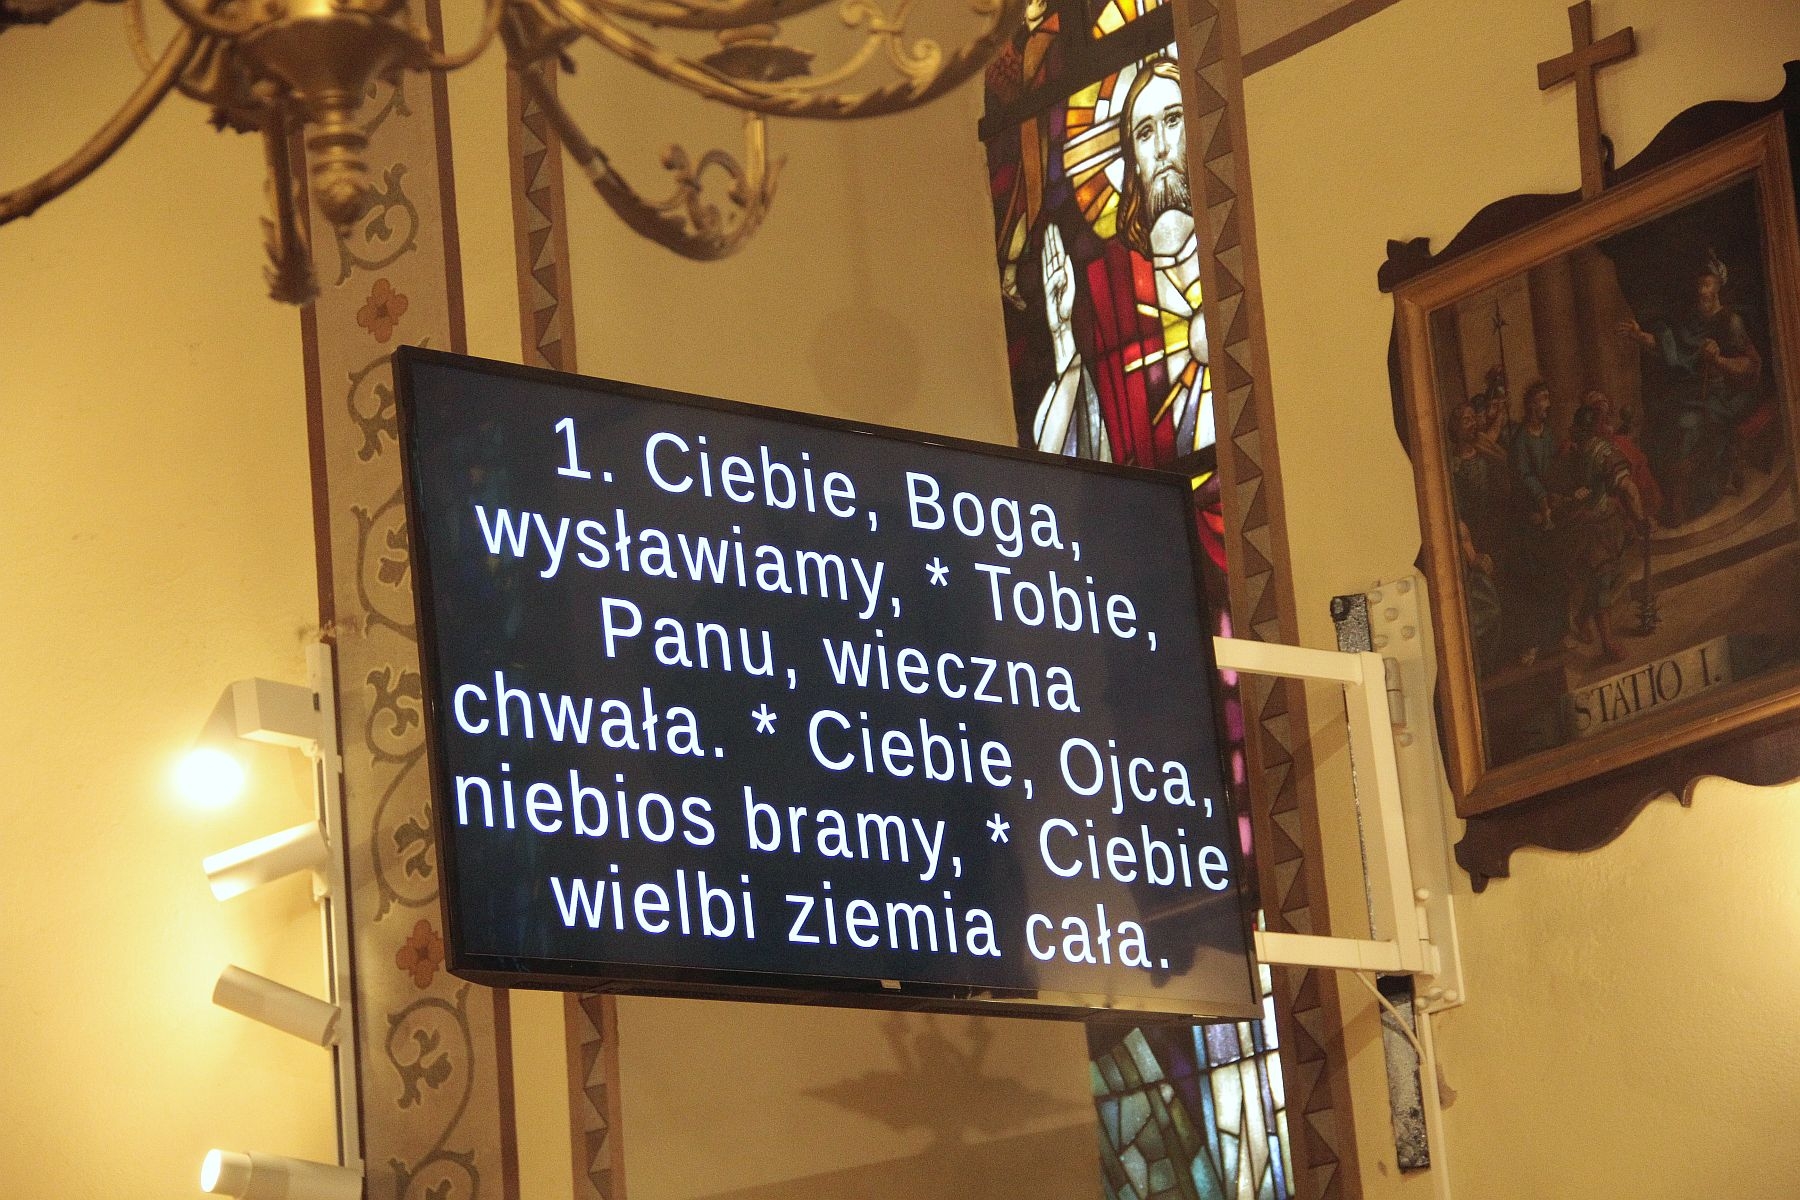 1. Ciebie, Boga,
wysławiamy, * Tobie,
Panu, wieczna
chwała. * Ciebie, Ojca,
niebios bramy, * Ciebie
wielbi ziemia cała.
STATIO I.